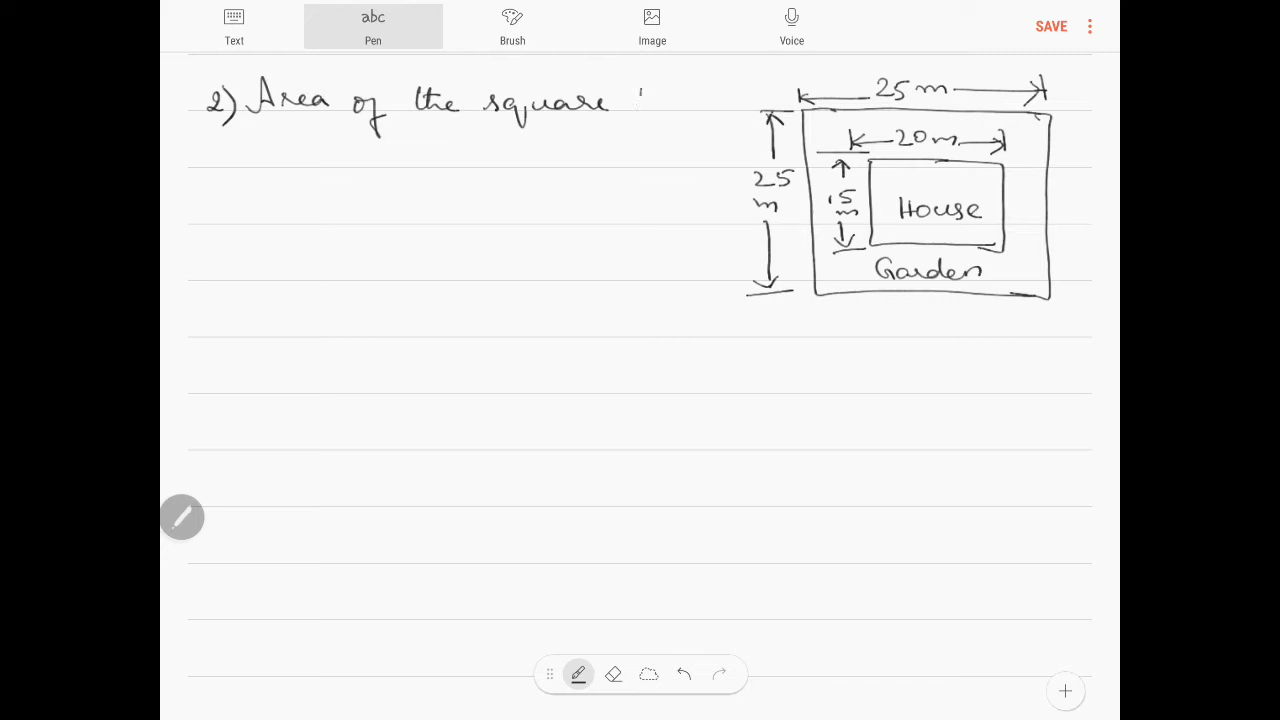 Text
Pen
abc
Brush
Image
Voice
SAVE
2) Area of the square
25 m
20 m
25
m
15
m
House
Garden